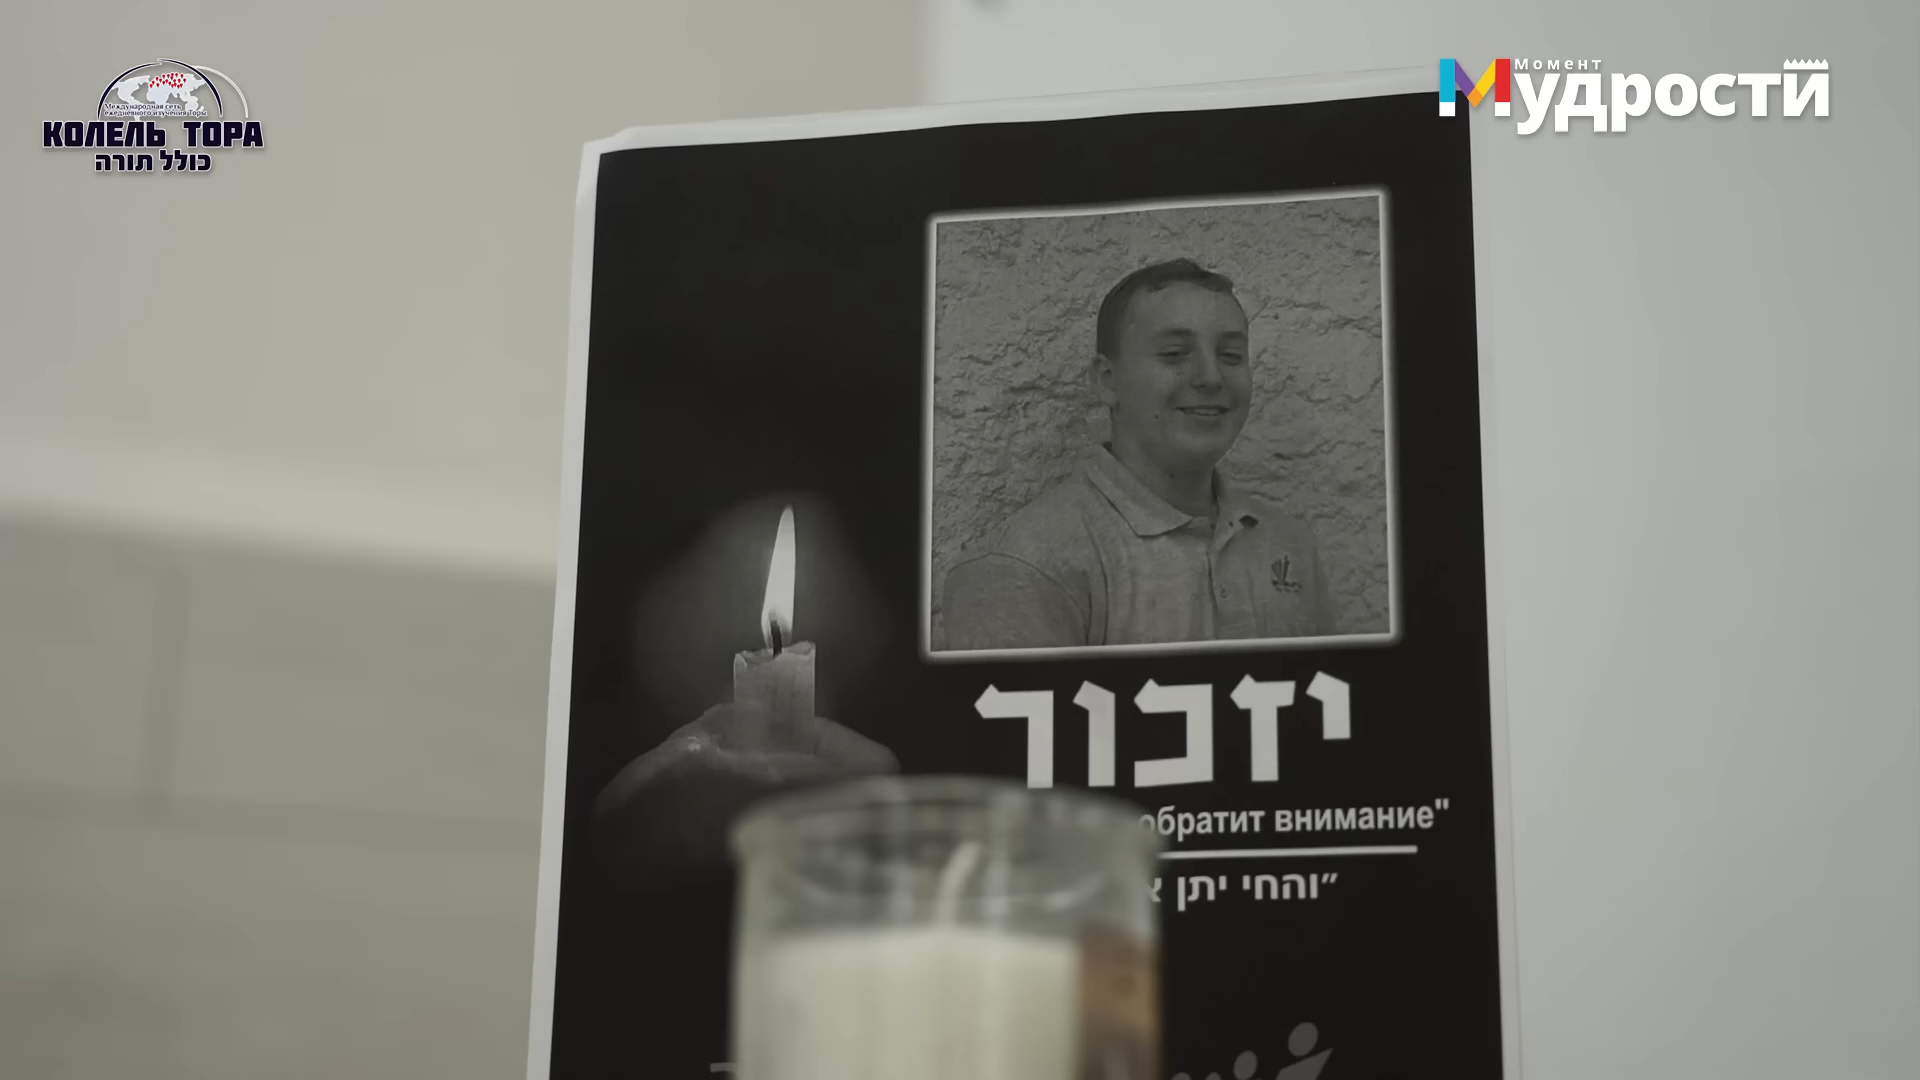 Международная сеть
ежедневного изучения Торы
КОЛЕЛЬ ТОРА
כולל תורה
Момент
Мудрости
יזכור
обратит внимание"
״והחי יתן